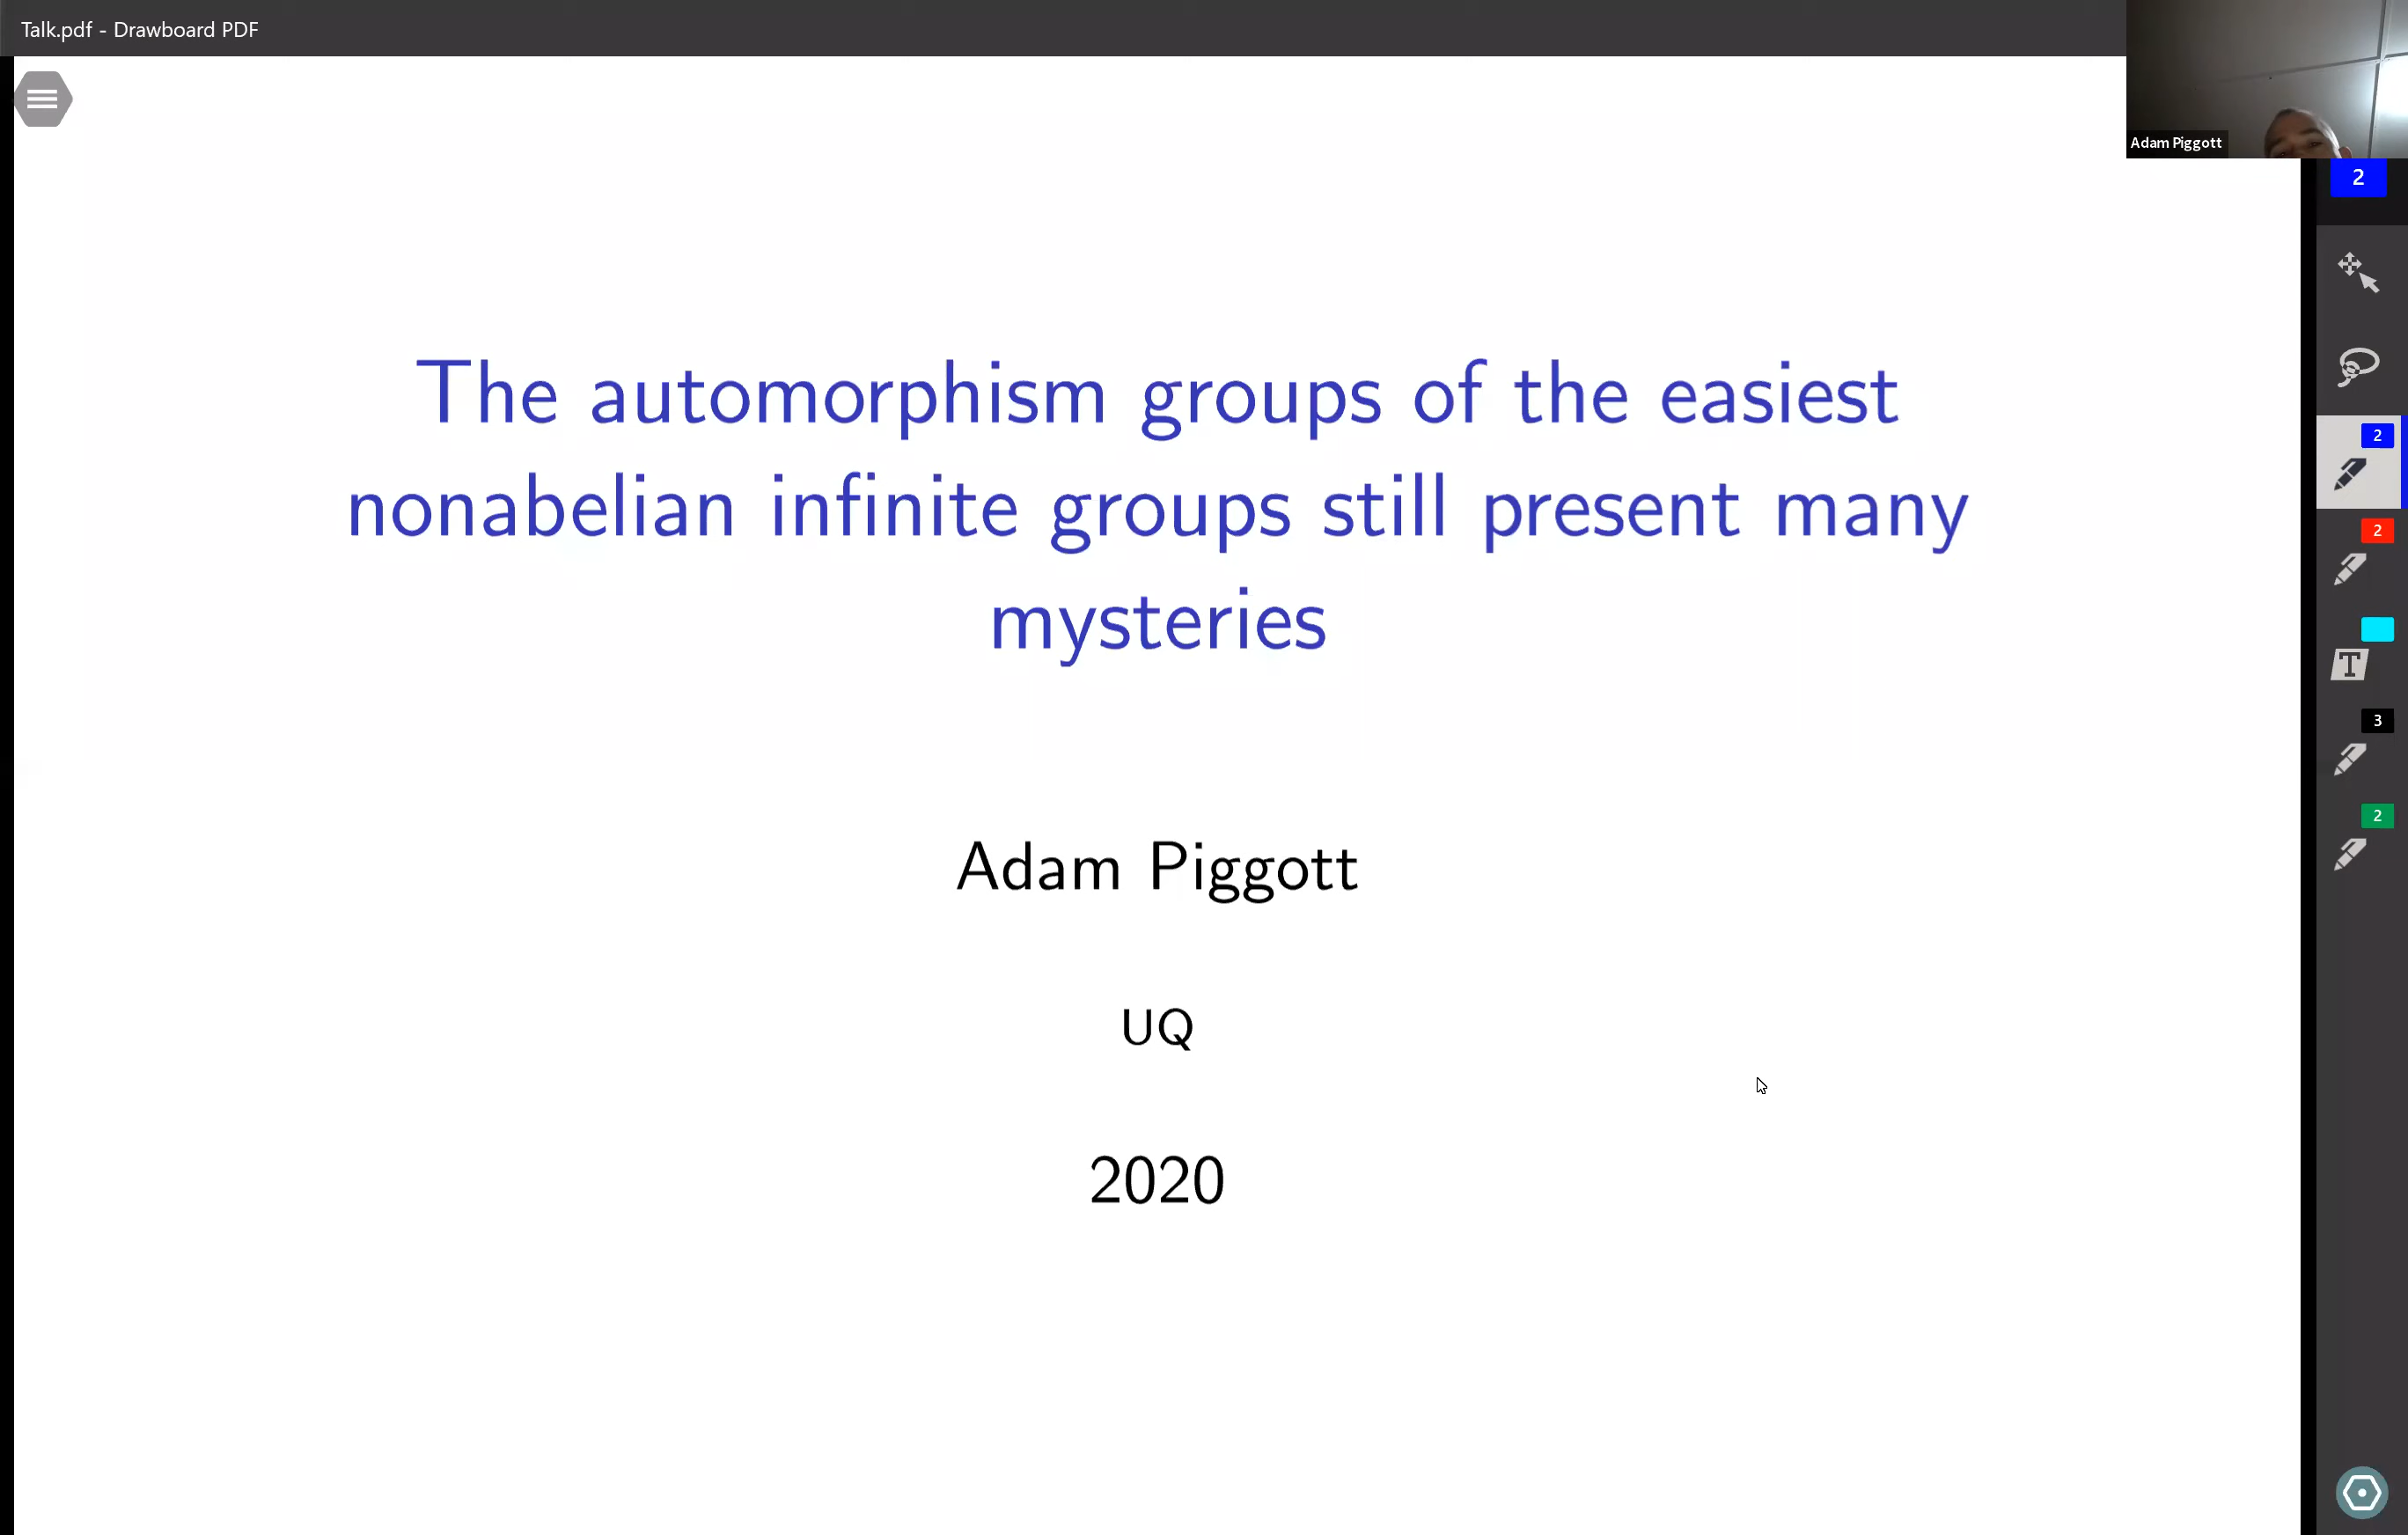 Talk.pdf - Drawboard PDF
Adam Piggott
2
The automorphism groups of the easiest
nonabelian infinite groups still present many
mysteries
Adam Piggott
UQ
2020
2
2
T
3
2